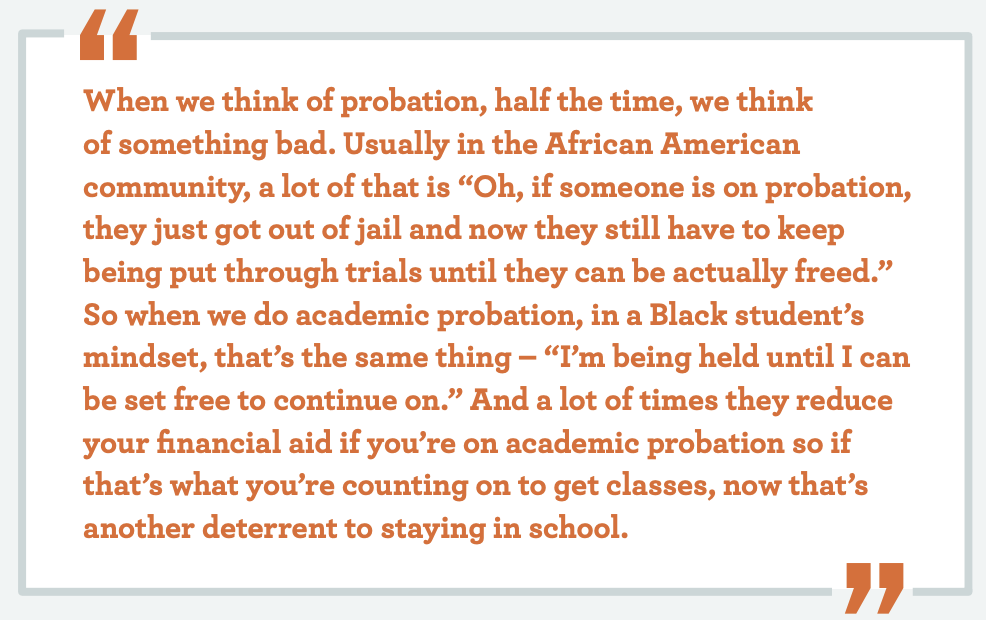 “
When we think of probation, half the time, we think
of something bad. Usually in the African American
community, a lot of that is “Oh, if someone is on probation,
they just got out of jail and now they still have to keep
being put through trials until they can be actually freed.”
So when we do academic probation, in a Black student’s
mindset, that’s the same thing – “I’m being held until I can
be set free to continue on.” And a lot of times they reduce
your financial aid if you’re on academic probation so if
that’s what you’re counting on to get classes, now that’s
another deterrent to staying in school.
”